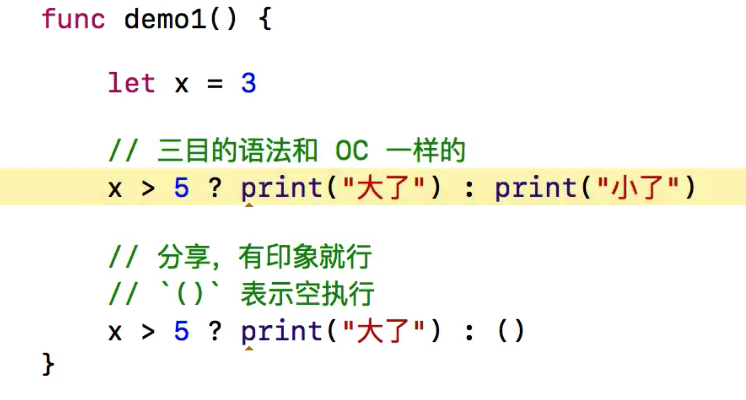 func demo1() {
let x = 3
// 三目的语法和 OC 一样的
x > 5 ? print("大了") : print("小了")
// 分享，有印象就行
// `()` 表示空执行
x > 5 ? print("大了") : ()
}